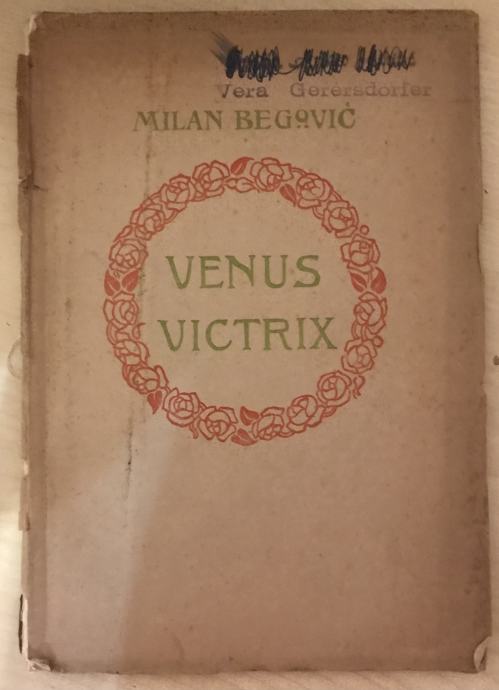 Vera Gerersdorfer
MILAN BEGOVIĆ
VENUS
VICTRIX